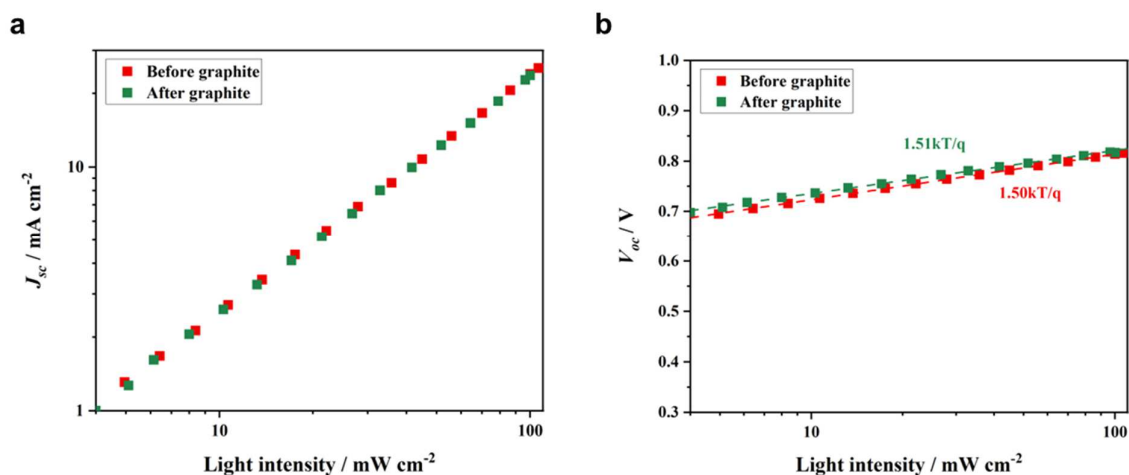 a
Before graphite
After graphite
10
1
J_sc / mA cm⁻²
10
100
Light intensity / mW cm⁻²
b
1.0
0.9
0.8
0.7
0.6
0.5
0.4
0.3
V_oc / V
Before graphite
After graphite
1.51kT/q
1.50kT/q
10
100
Light intensity / mW cm⁻²